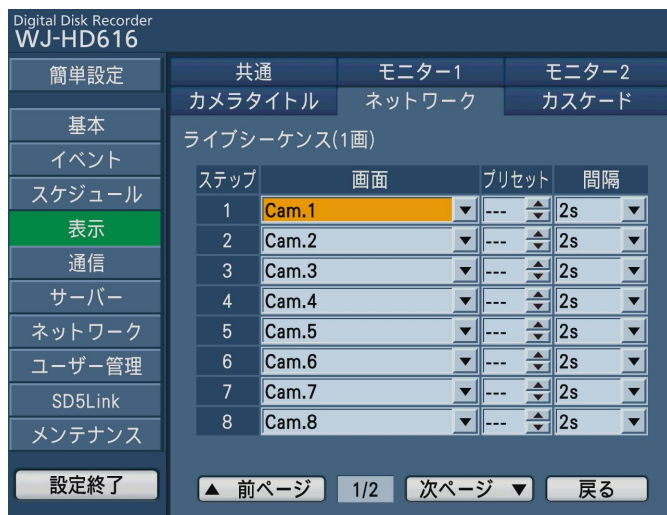 Digital Disk Recorder
WJ-HD616
簡単設定
基本
イベント
スケジュール
表示
通信
サーバー
ネットワーク
ユーザー管理
SD5Link
メンテナンス
設定終了
共通 モニター1 モニター2
カメラタイトル ネットワーク カスケード
ライブシーケンス(1画)
ステップ 画面 プリセット 間隔
1 Cam.1 --- 2s
2 Cam.2 --- 2s
3 Cam.3 --- 2s
4 Cam.4 --- 2s
5 Cam.5 --- 2s
6 Cam.6 --- 2s
7 Cam.7 --- 2s
8 Cam.8 --- 2s
▲ 前ページ 1/2 次ページ ▼ 戻る